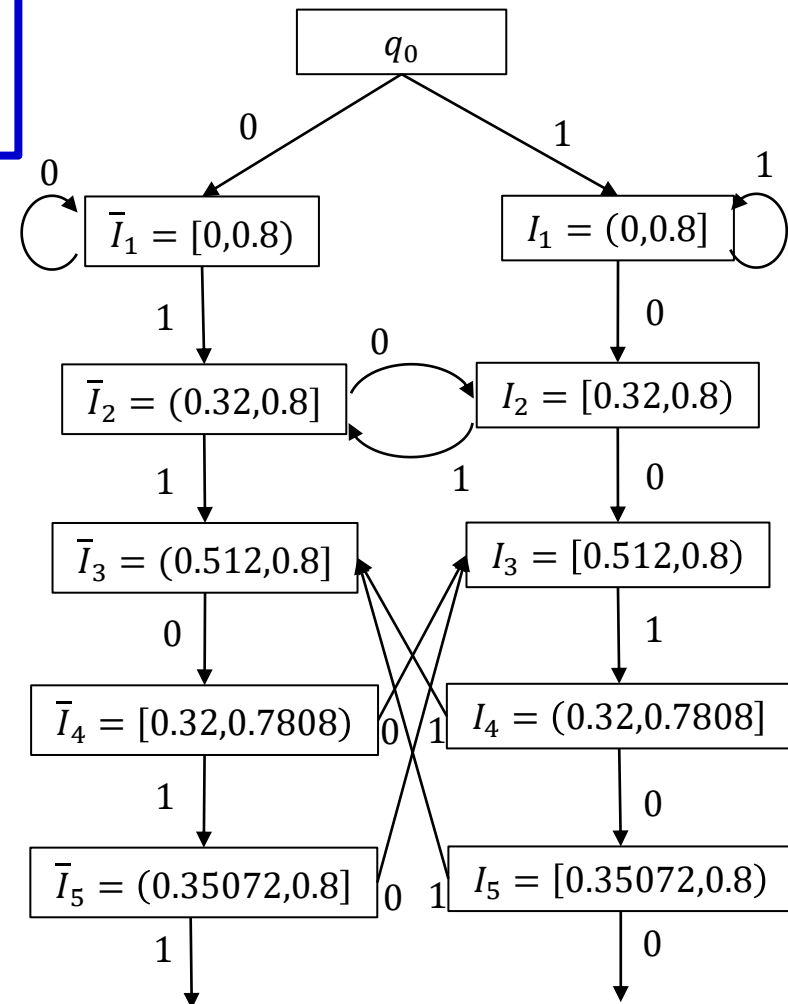 q₀
0 1
0 1
Ī₁ = [0,0.8) I₁ = (0,0.8]
1 0 0
Ī₂ = (0.32,0.8] I₂ = [0.32,0.8)
1 1 0
Ī₃ = (0.512,0.8] I₃ = [0.512,0.8)
0 1
Ī₄ = [0.32,0.7808) 0 1 I₄ = (0.32,0.7808]
1 0
Ī₅ = (0.35072,0.8] 0 1 I₅ = [0.35072,0.8)
1 0